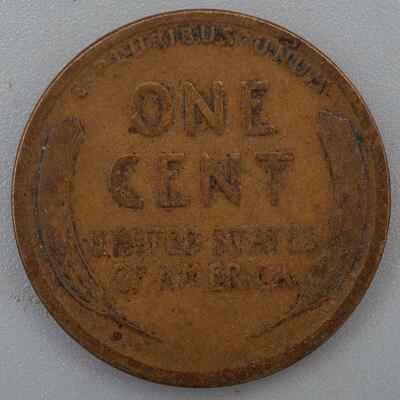 E·PLURIBUS·UNUM
ONE
CENT
UNITED STATES
OF AMERICA